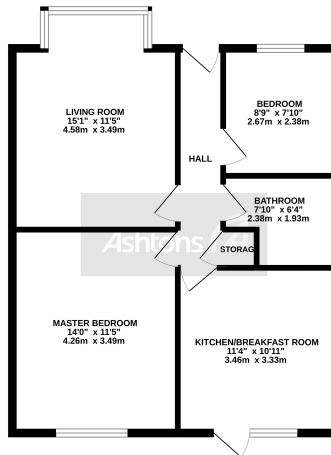 LIVING ROOM
15'1" x 11'5"
4.58m x 3.49m
BEDROOM
8'9" x 7'10"
2.67m x 2.38m
HALL
BATHROOM
7'10" x 6'4"
2.38m x 1.93m
Ashtons
STORAG
MASTER BEDROOM
14'0" x 11'5"
4.26m x 3.49m
KITCHEN/BREAKFAST ROOM
11'4" x 10'11"
3.46m x 3.33m